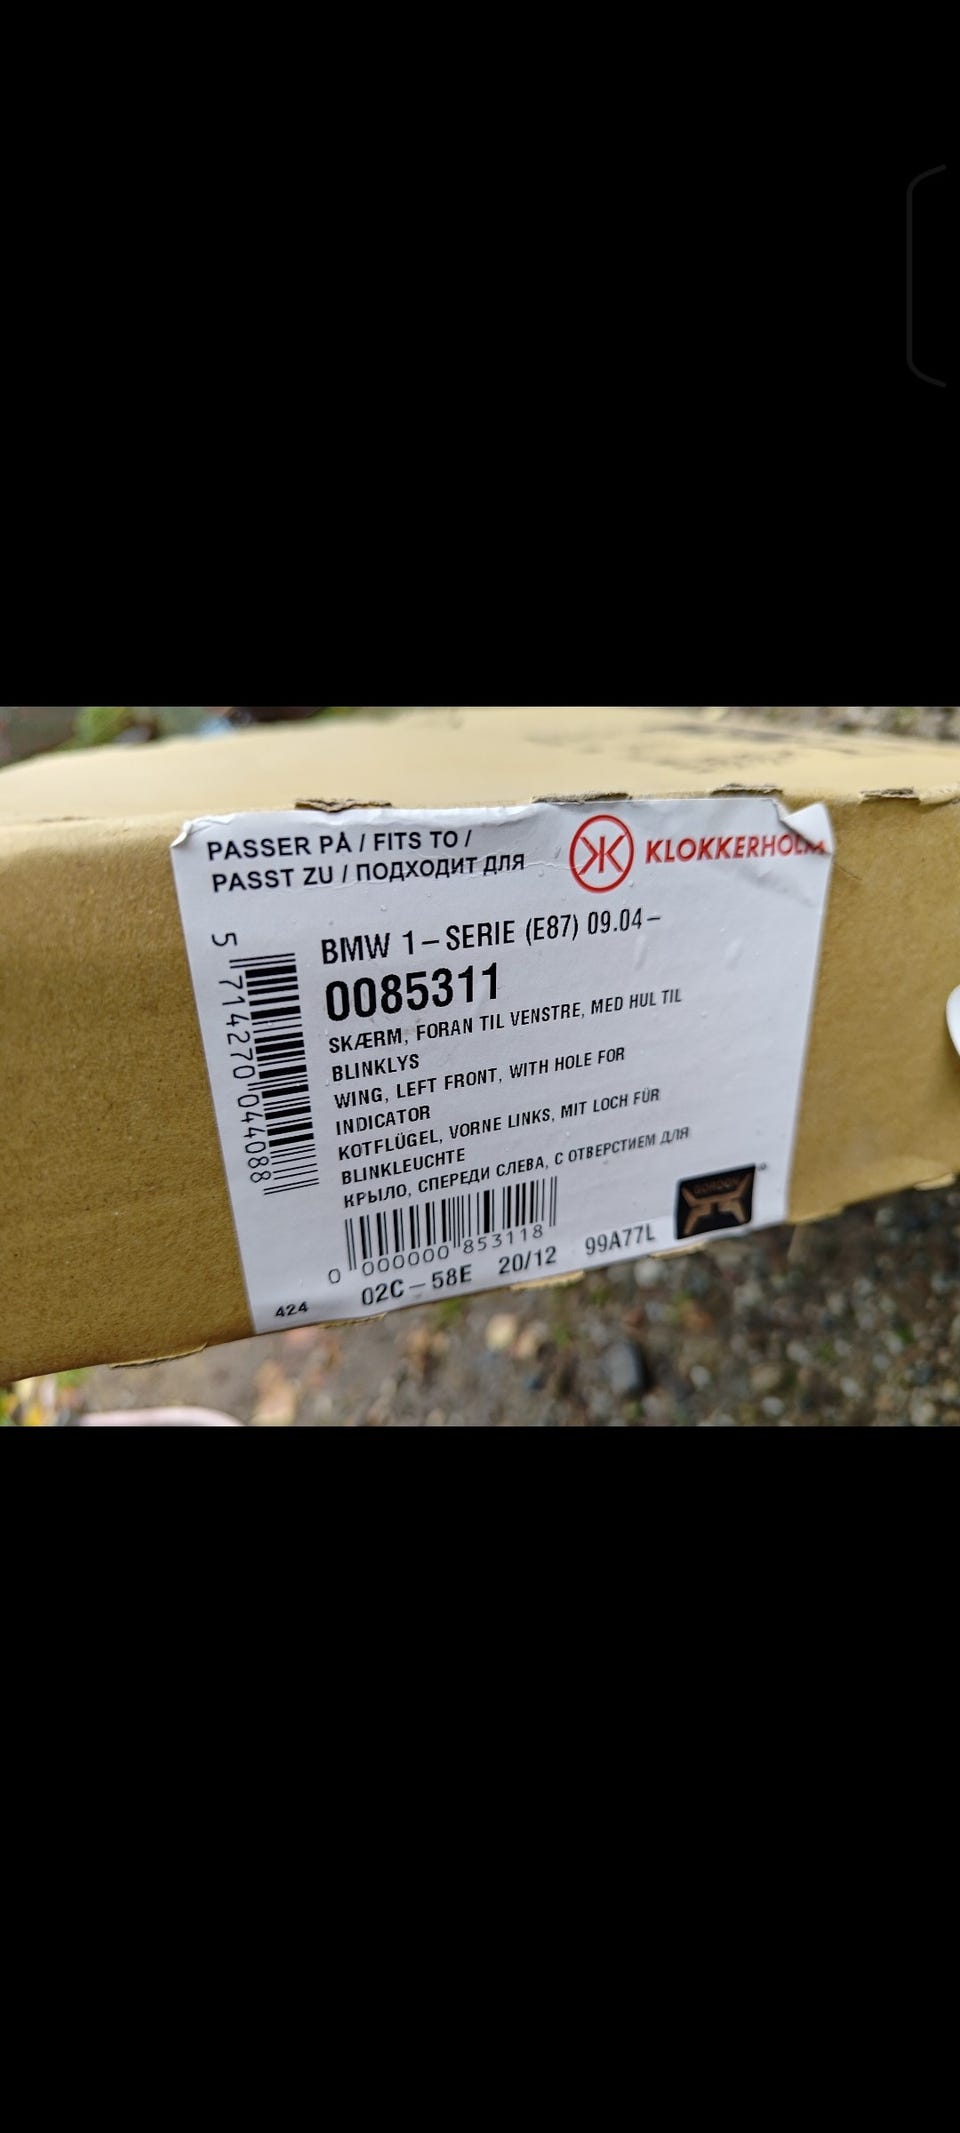 PASSER PÅ / FITS TO /
PASST ZU / ПОДХОДИТ ДЛЯ
KLOKKERHOLM
BMW 1-SERIE (E87) 09.04-
0085311
SKÆRM, FORAN TIL VENSTRE, MED HUL TIL
BLINKLYS
WING, LEFT FRONT, WITH HOLE FOR
INDICATOR
KOTFLÜGEL, VORNE LINKS, MIT LOCH FÜR
BLINKLEUCHTE
КРЫЛО, СПЕРЕДИ СЛЕВА, С ОТВЕРСТИЕМ ДЛЯ
5 714270 044088
0 000000 853118
424 02C-58E 20/12 99A77L